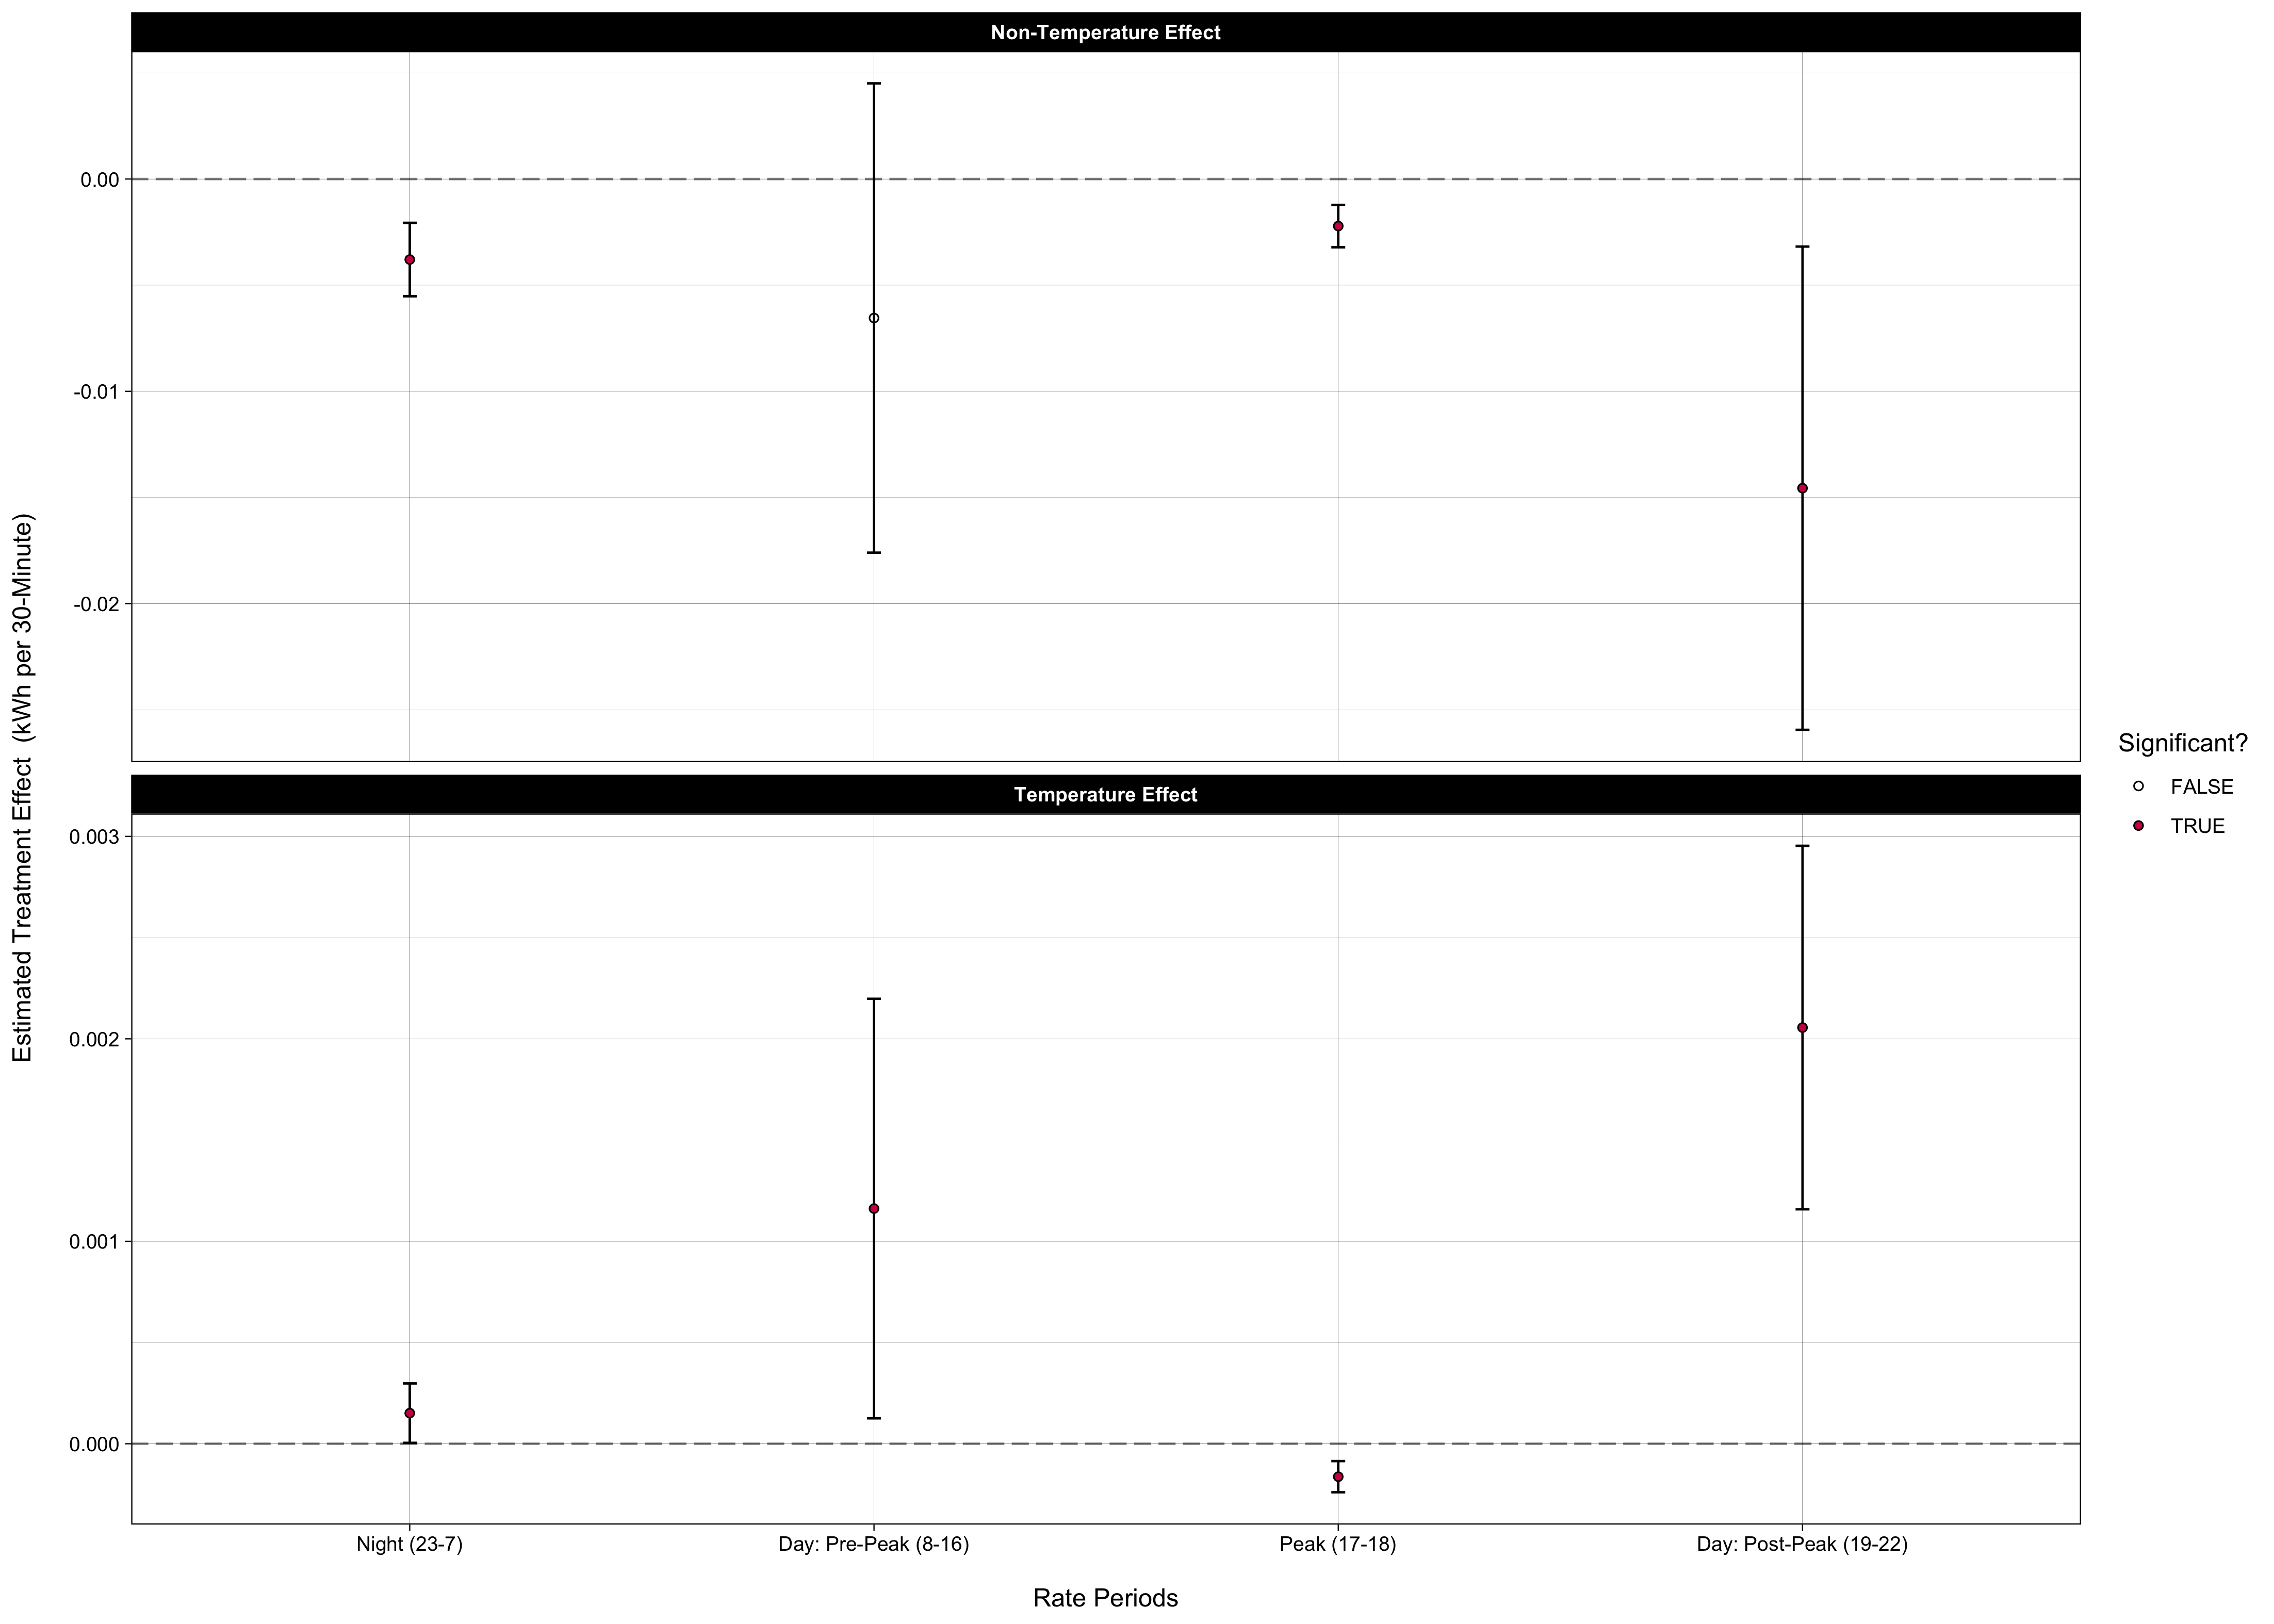 Non-Temperature Effect
0.00
-0.01
-0.02
Estimated Treatment Effect  (kWh per 30-Minute)
Temperature Effect
0.003
0.002
0.001
0.000
Night (23-7)
Day: Pre-Peak (8-16)
Peak (17-18)
Day: Post-Peak (19-22)
Rate Periods
Significant?
FALSE
TRUE